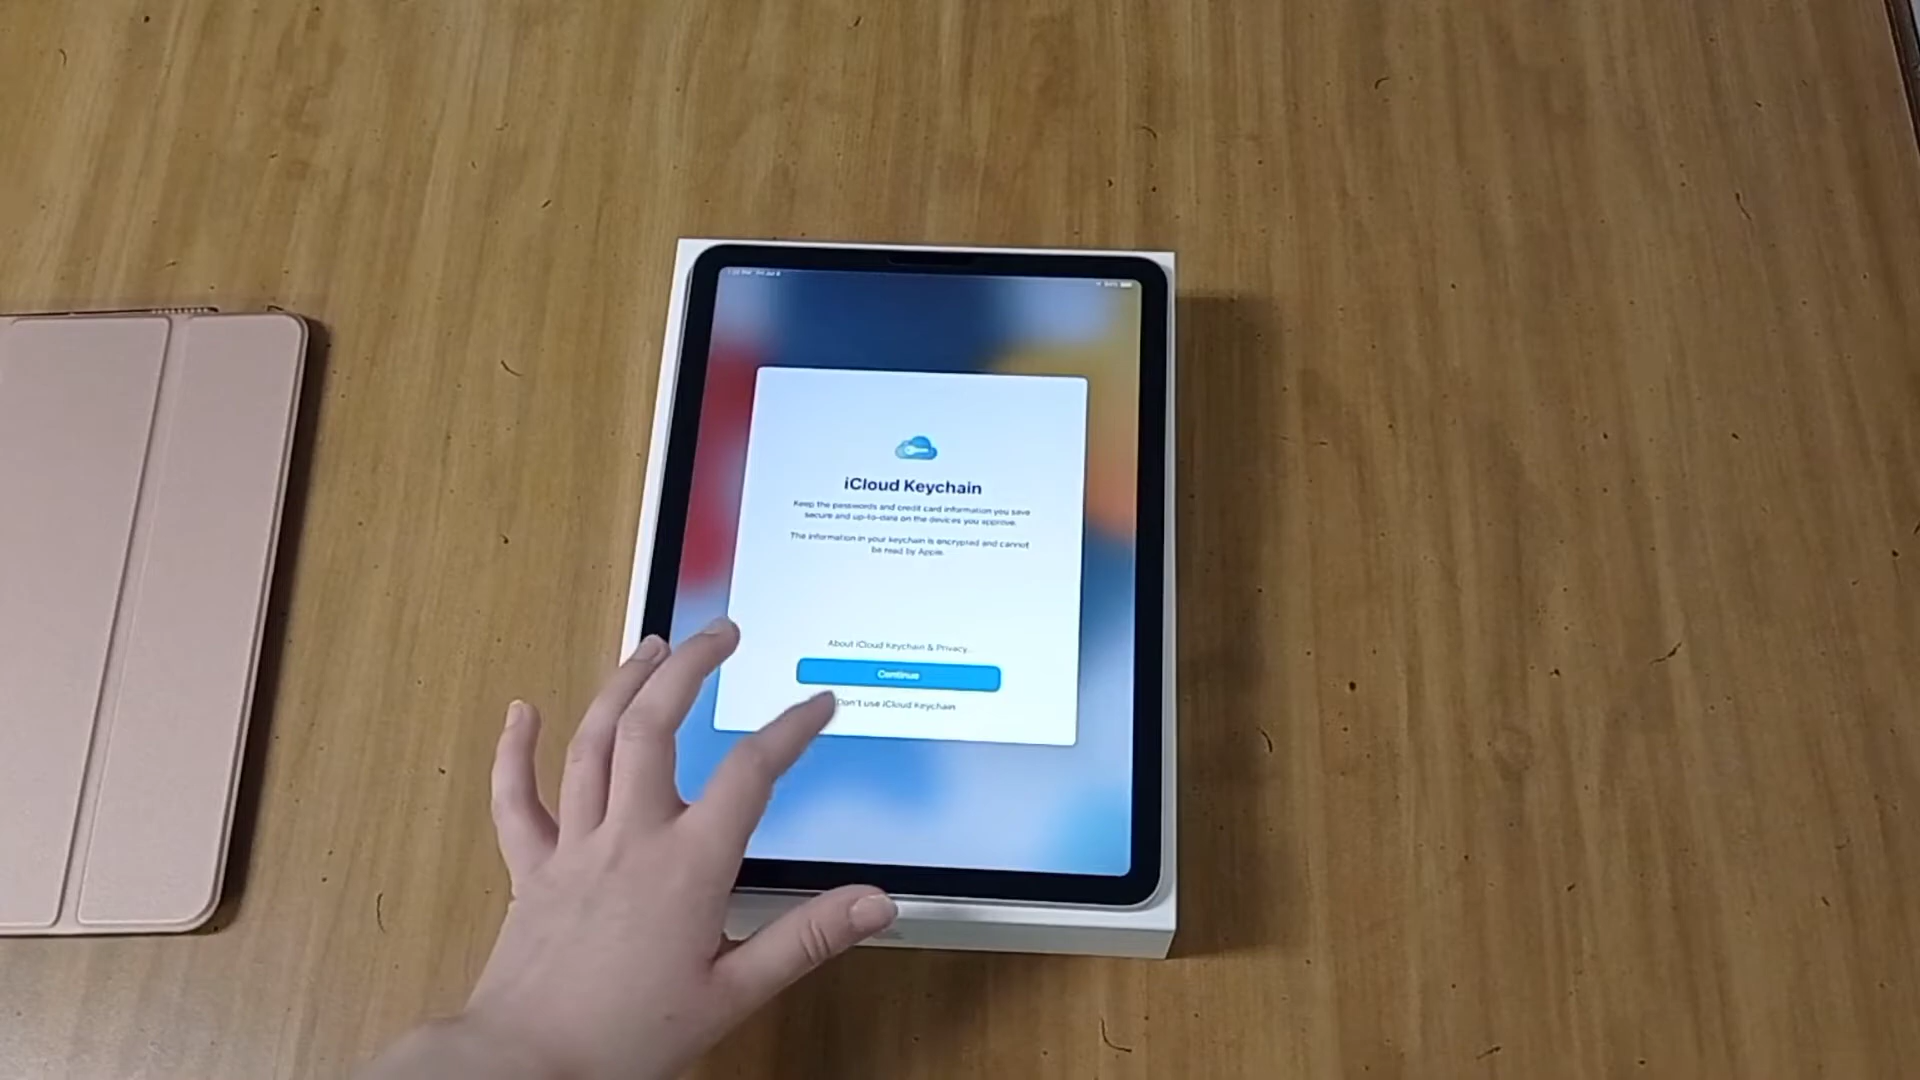 iCloud Keychain
Keep the passwords and credit card information you save
secure and up-to-date on the devices you approve.
The information in your keychain is encrypted and cannot
be read by Apple.
About iCloud Keychain & Privacy...
Continue
Don't use iCloud Keychain